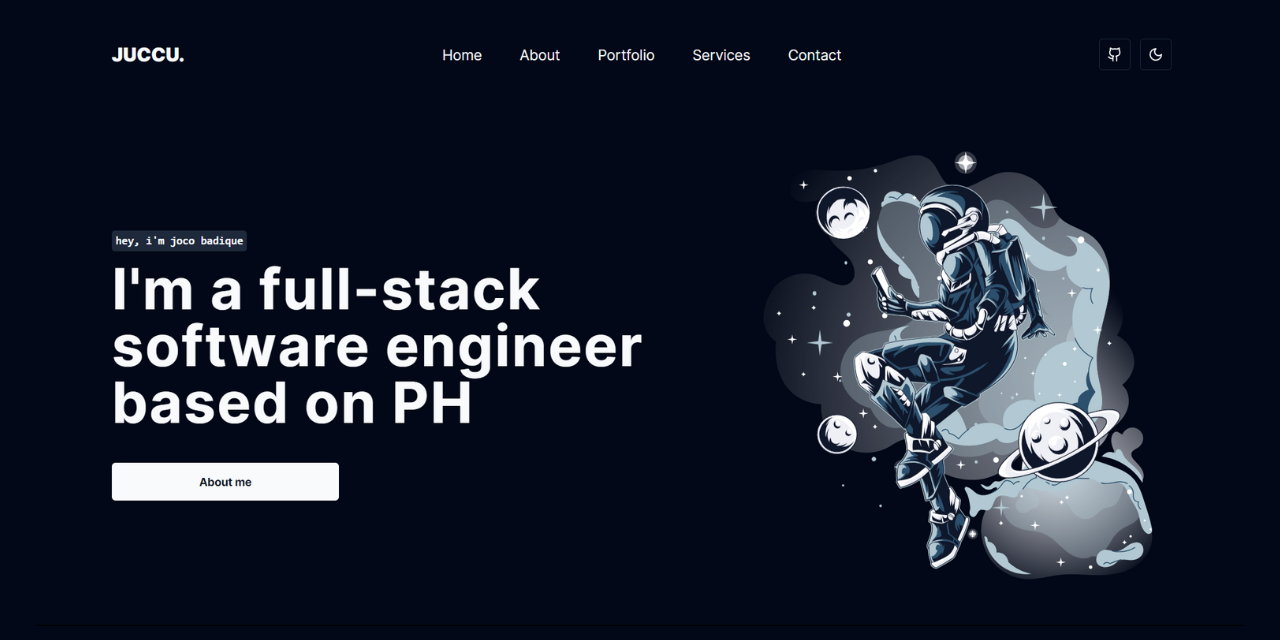 JUCCU.
Home About Portfolio Services Contact
hey, i'm joco badique
I'm a full-stack
software engineer
based on PH
About me